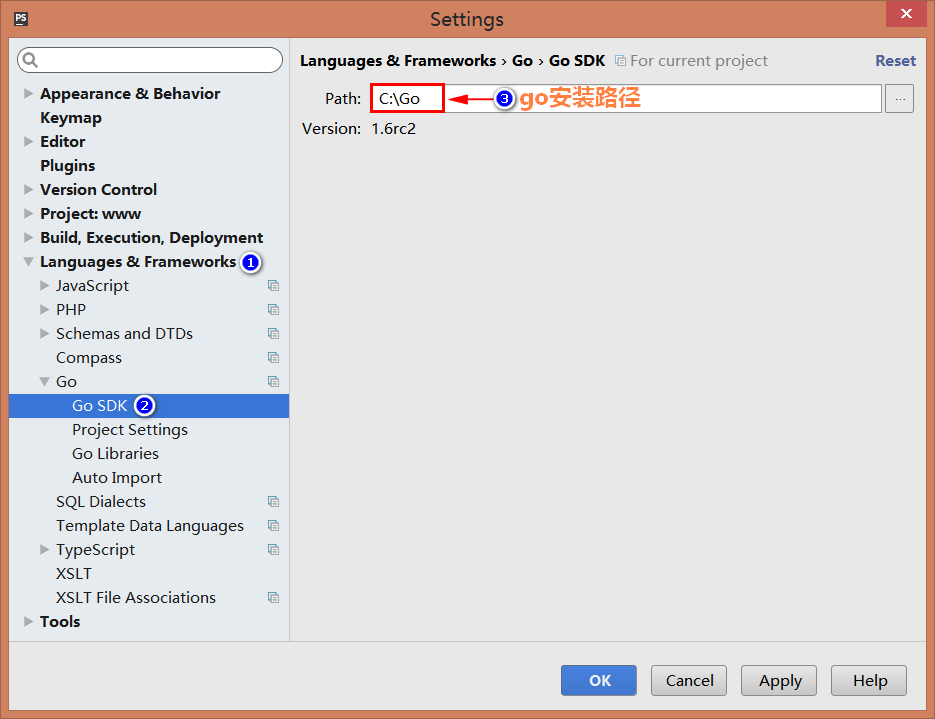 PS
Settings
Languages & Frameworks › Go › Go SDK For current project Reset
Path: C:\Go 3 go安装路径 ...
Version: 1.6rc2
Appearance & Behavior
Keymap
Editor
Plugins
Version Control
Project: www
Build, Execution, Deployment
Languages & Frameworks 1
JavaScript
PHP
Schemas and DTDs
Compass
Go
Go SDK 2
Project Settings
Go Libraries
Auto Import
SQL Dialects
Template Data Languages
TypeScript
XSLT
XSLT File Associations
Tools
OK Cancel Apply Help